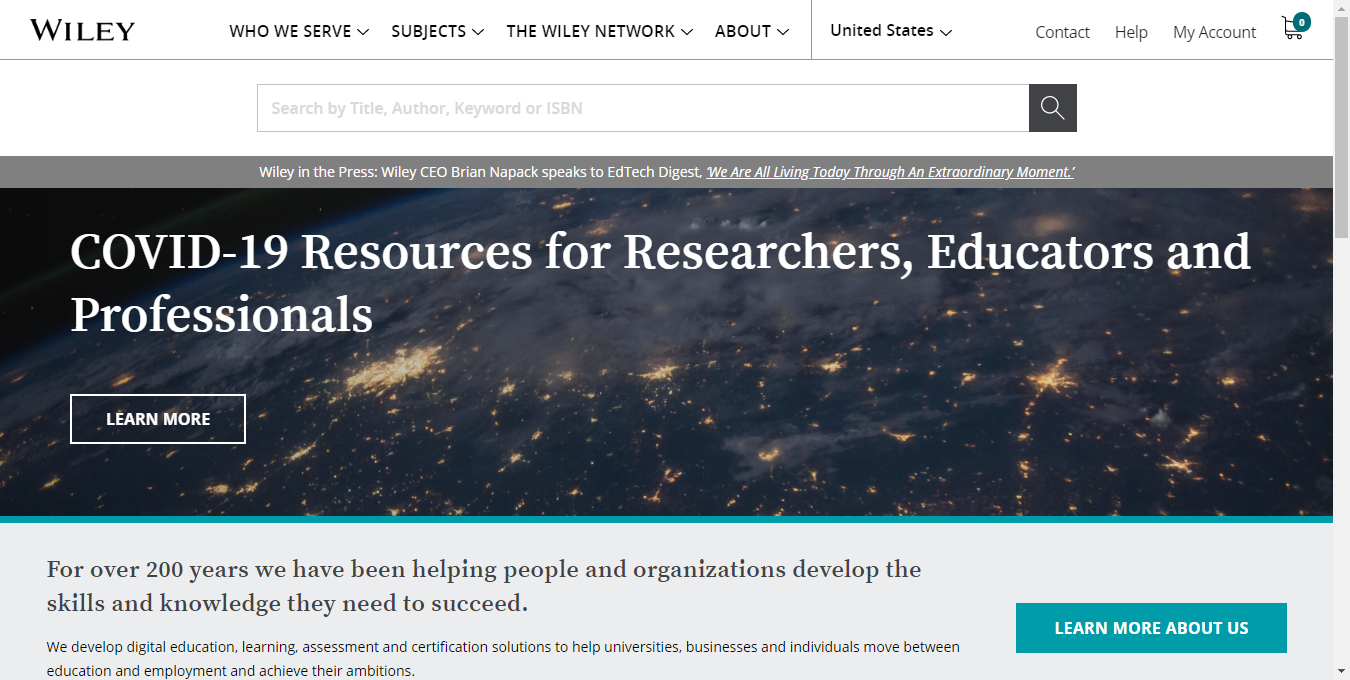 WILEY
WHO WE SERVE
SUBJECTS
THE WILEY NETWORK
ABOUT
United States
Contact
Help
My Account
0
Search by Title, Author, Keyword or ISBN
Wiley in the Press: Wiley CEO Brian Napack speaks to EdTech Digest, ‘We Are All Living Today Through An Extraordinary Moment.’
COVID-19 Resources for Researchers, Educators and
Professionals
LEARN MORE
For over 200 years we have been helping people and organizations develop the
skills and knowledge they need to succeed.
We develop digital education, learning, assessment and certification solutions to help universities, businesses and individuals move between
education and employment and achieve their ambitions.
LEARN MORE ABOUT US